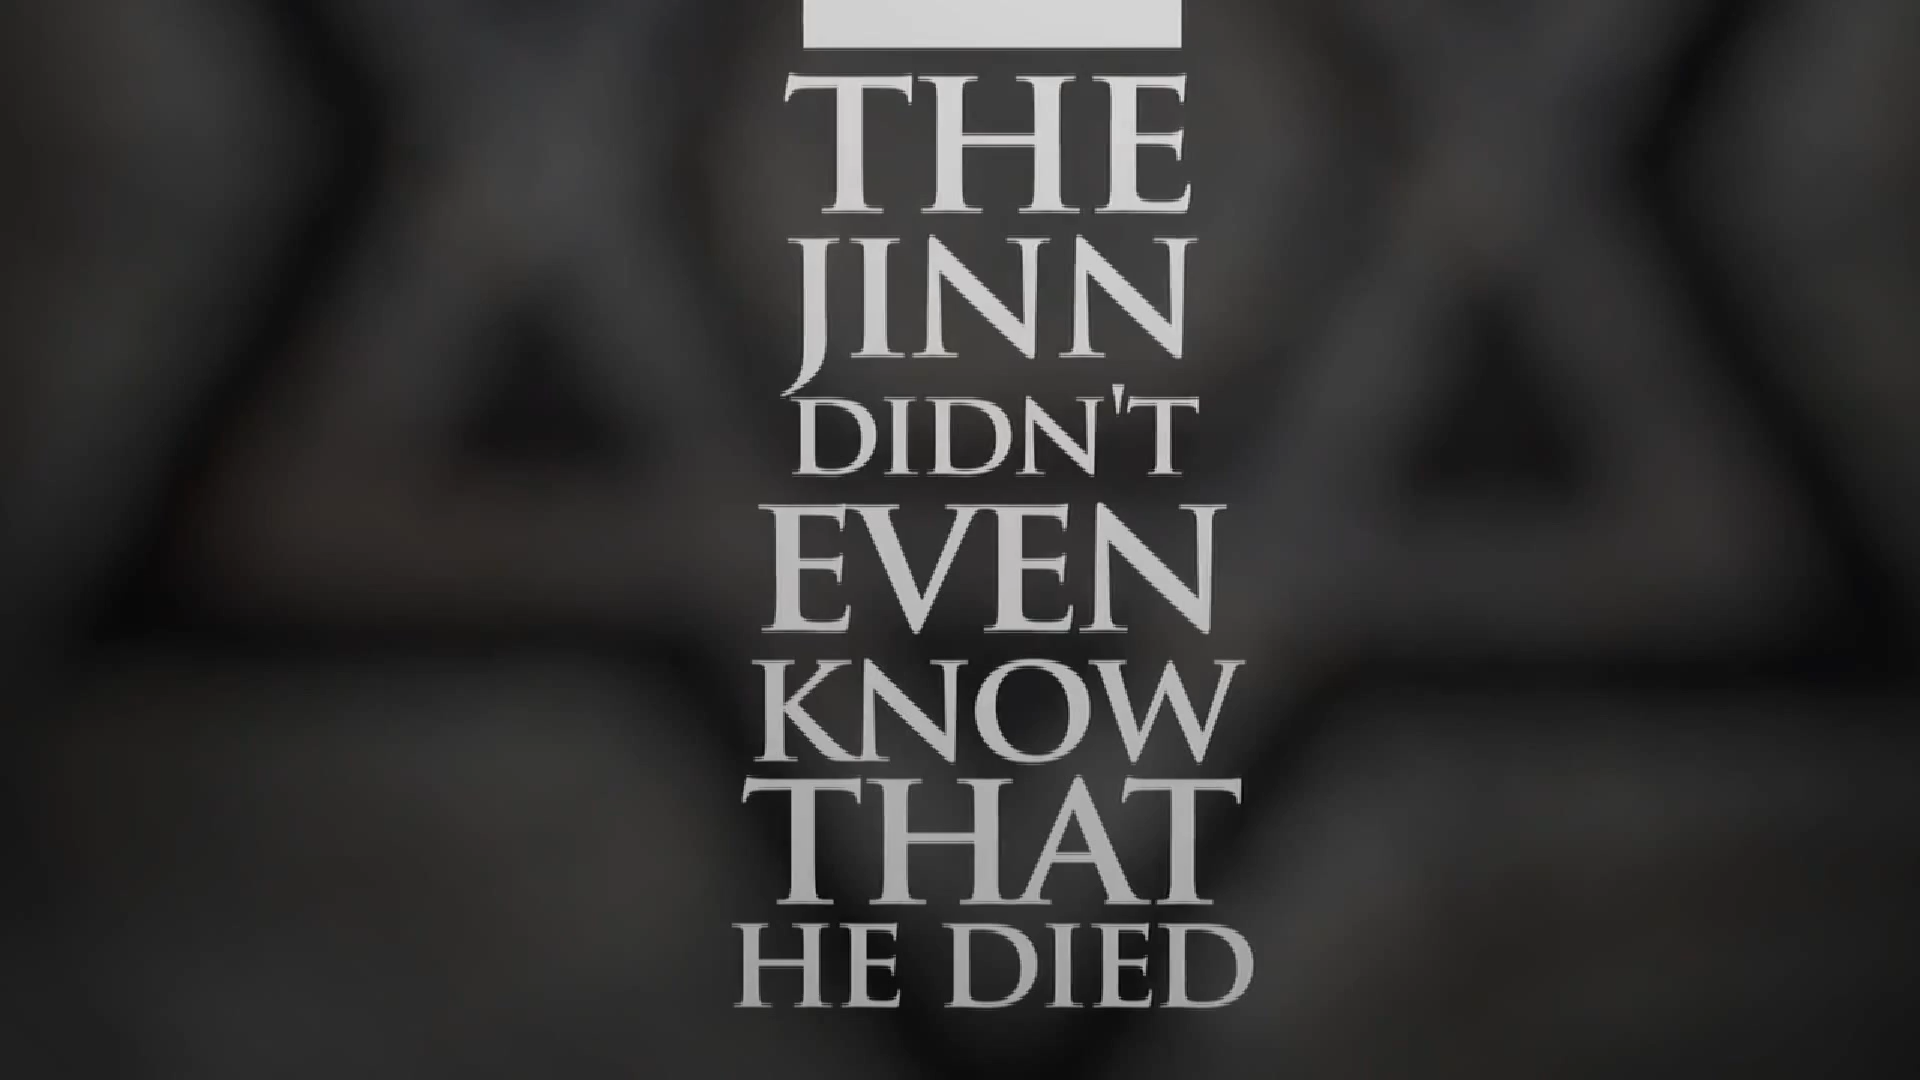 THE
JINN
DIDN'T
EVEN
KNOW
THAT
HE DIED